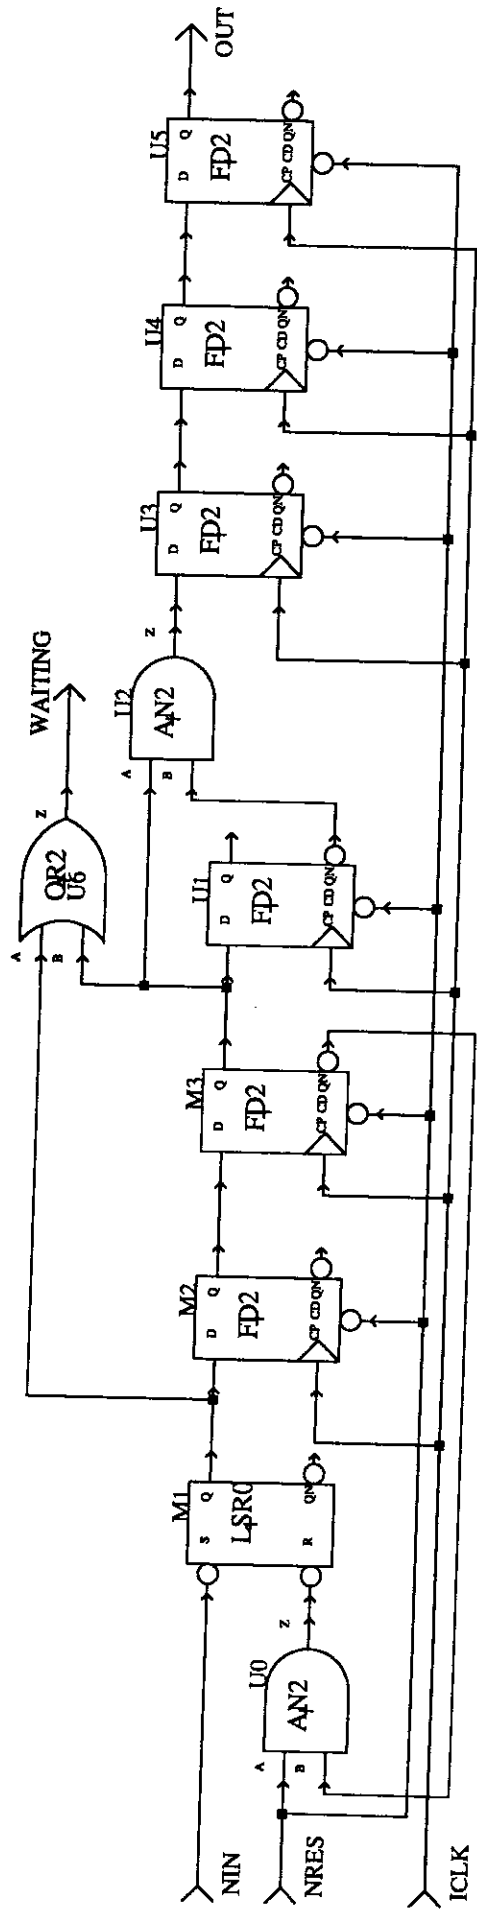 NIN
NRES
ICLK
A
B
U0
AN2
Z
M1
S
Q
LSR0
R
QN
M2
D
Q
FD2
CP CD QN
M3
D
Q
FD2
CP CD QN
A
B
OR2
U6
Z
WAITING
U1
D
Q
FD2
CP CD QN
A
B
U2
AN2
Z
U3
D
Q
FD2
CP CD QN
U4
D
Q
FD2
CP CD QN
U5
D
Q
FD2
CP CD QN
OUT